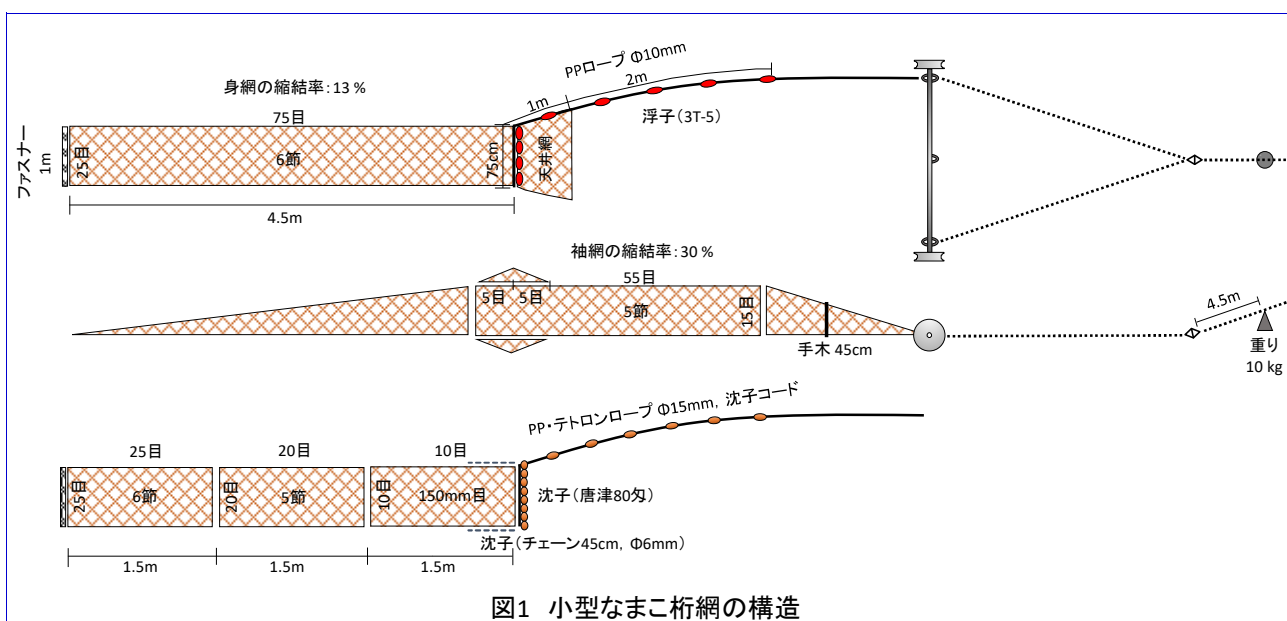 PPロープ Φ10mm
身網の縮結率：13 %
1m
2m
浮子（3T-5）
75目
ファスナー
1m
25目
6節
75cm
天井網
4.5m
袖網の縮結率：30 %
55目
5目
5目
5節
15目
手木 45cm
4.5m
重り
10 kg
PP・テトロンロープ Φ15mm，沈子コード
25目
20目
10目
25目
6節
20目
5節
10目
150mm目
沈子（唐津80匁）
沈子（チェーン45cm，Φ6mm）
1.5m
1.5m
1.5m
図1 小型なまこ桁網の構造